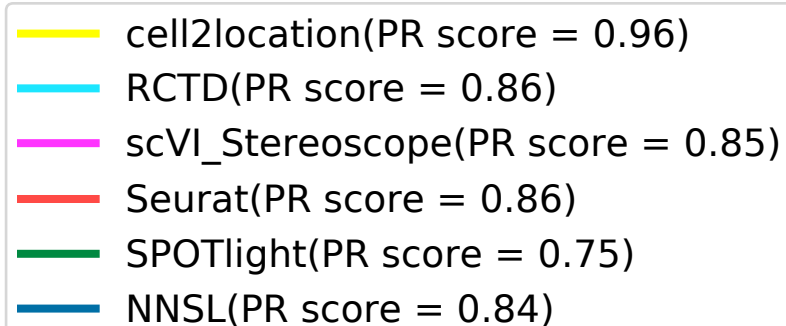 cell2location(PR score = 0.96)
RCTD(PR score = 0.86)
scVI_Stereoscope(PR score = 0.85)
Seurat(PR score = 0.86)
SPOTlight(PR score = 0.75)
NNSL(PR score = 0.84)